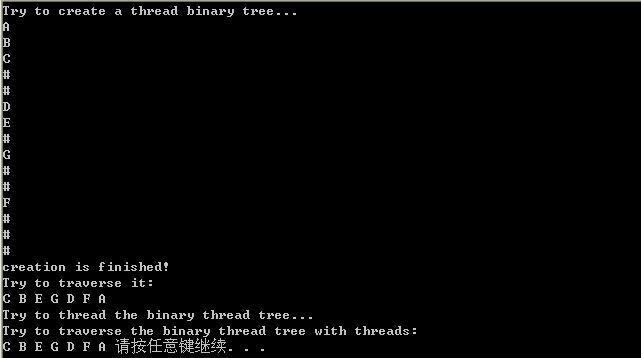 Try to create a thread binary tree...
A
B
C
#
#
D
E
#
G
#
#
F
#
#
#
creation is finished!
Try to traverse it:
C B E G D F A
Try to thread the binary thread tree...
Try to traverse the binary thread tree with threads:
C B E G D F A 请按任意键继续. . .